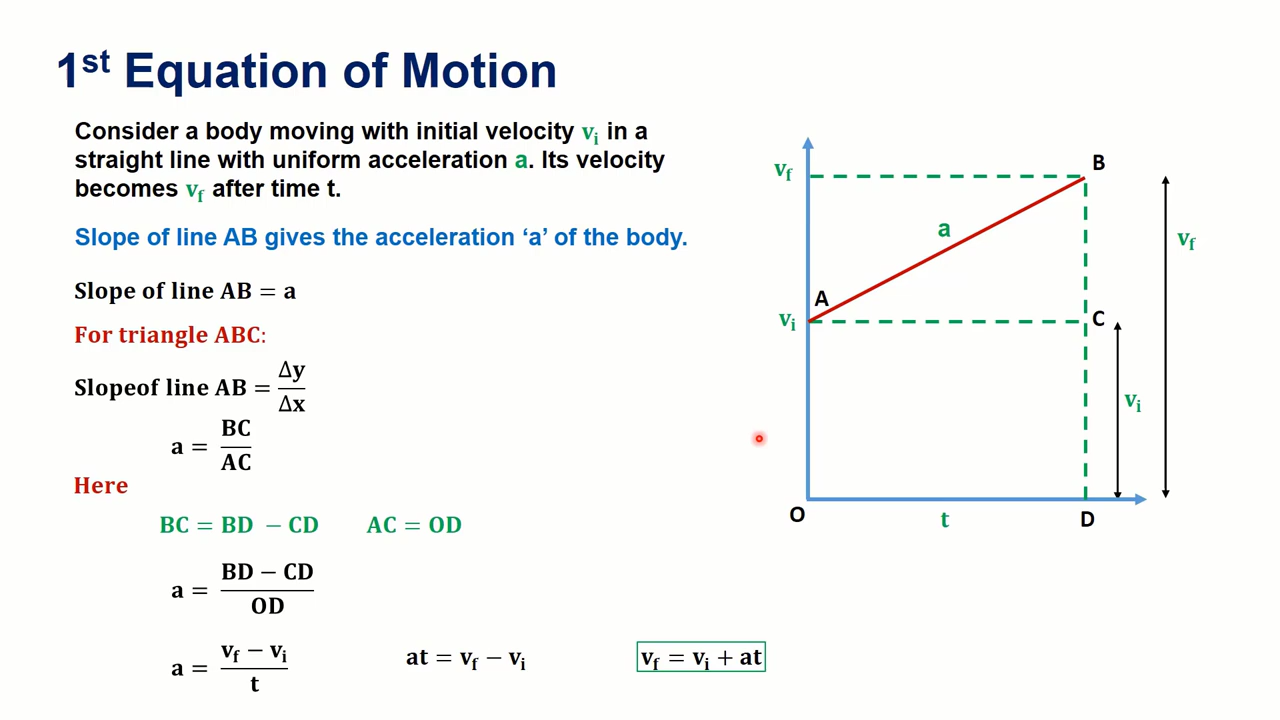 1st Equation of Motion
Consider a body moving with initial velocity vi in a
straight line with uniform acceleration a. Its velocity
becomes vf after time t.
Slope of line AB gives the acceleration ‘a’ of the body.
Slope of line AB = a
For triangle ABC:
Slopeof line AB = Δy/Δx
a = BC/AC
Here
BC = BD − CD AC = OD
a = BD − CD/OD
a = vf − vi/t at = vf − vi vf = vi + at
vf
B
a
vf
A
vi
C
vi
O
t
D